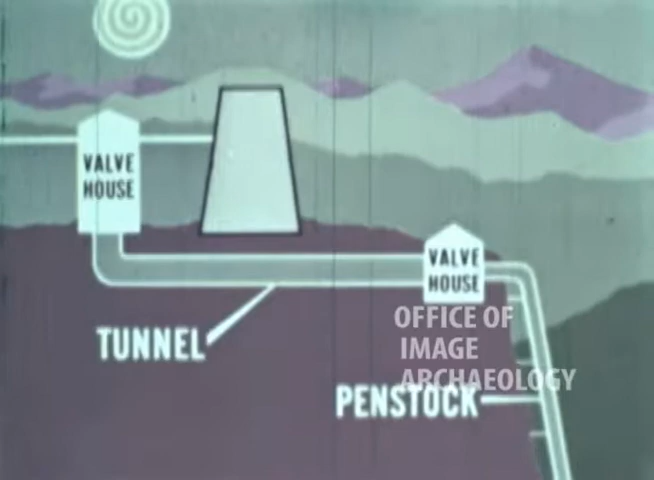 VALVE
HOUSE
VALVE
HOUSE
TUNNEL
OFFICE OF
IMAGE
ARCHAEOLOGY
PENSTOCK